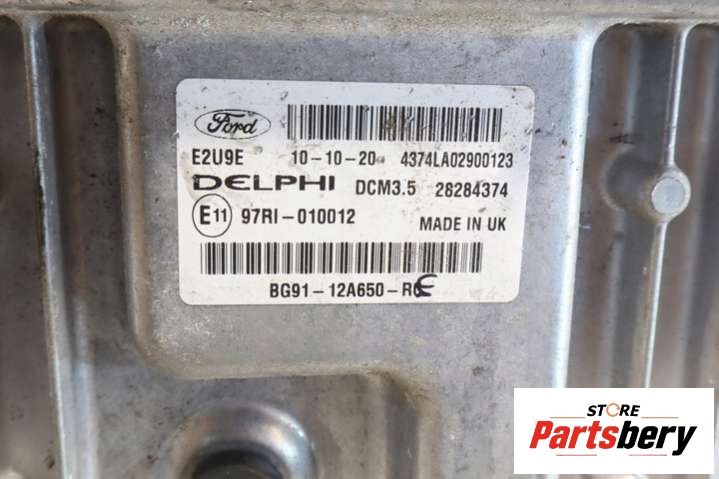 Ford
E2U9E 10-10-20 4374LA02900123
DELPHI DCM3.5 28284374
E11 97RI-010012 MADE IN UK
BG91-12A650-R
STORE
Partsbery